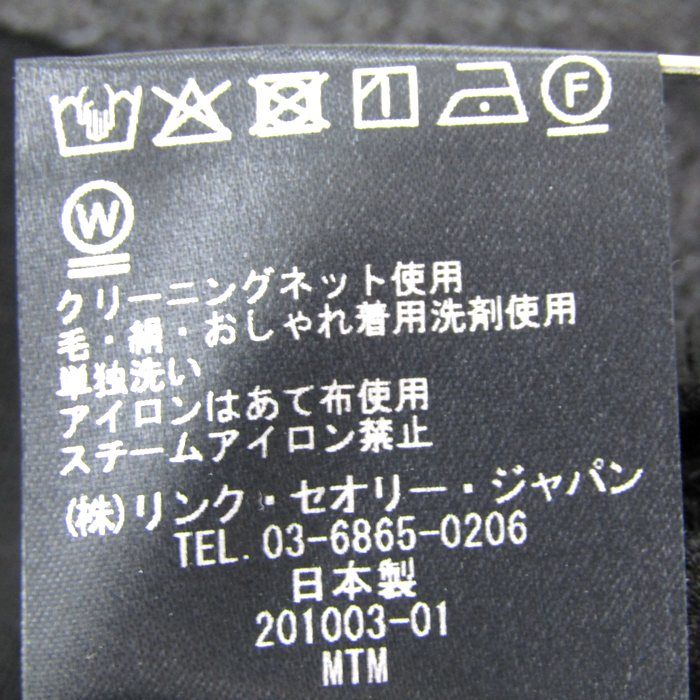 F
W
クリーニングネット使用
毛・絹・おしゃれ着用洗剤使用
単独洗い
アイロンはあて布使用
スチームアイロン禁止
(株)リンク・セオリー・ジャパン
TEL. 03-6865-0206
日本製
201003-01
MTM